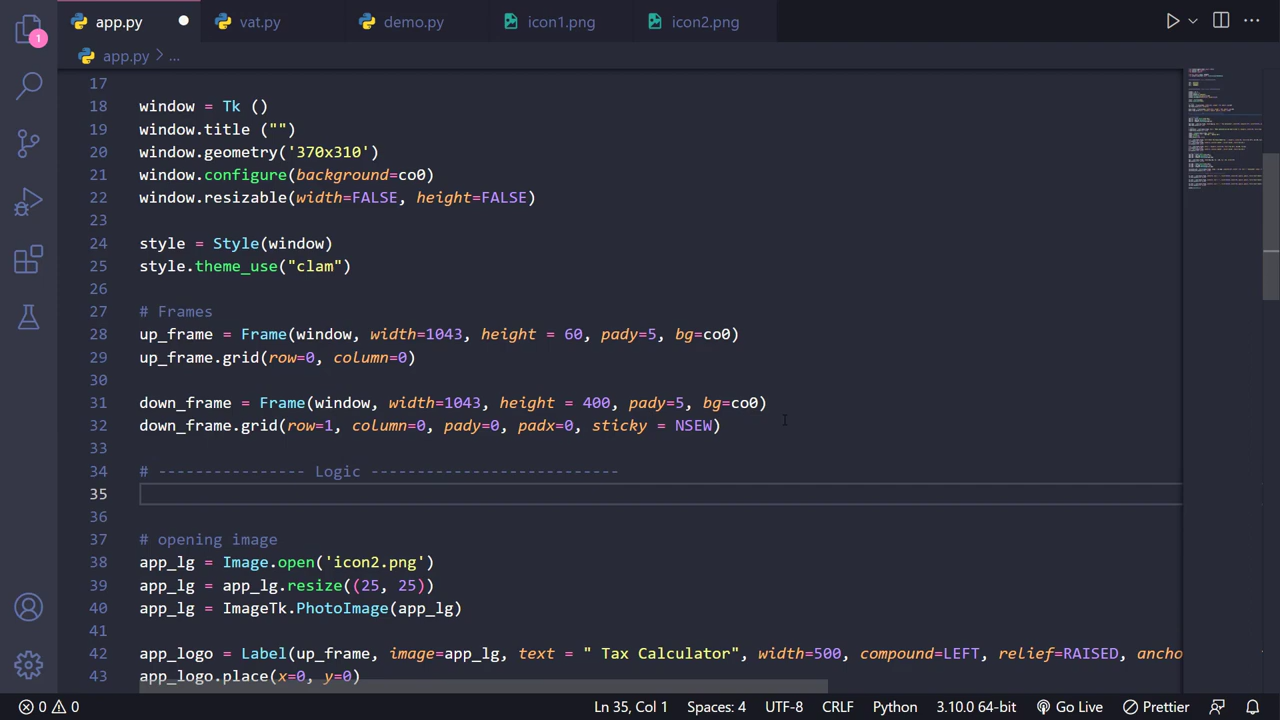 app.py
vat.py
demo.py
icon1.png
icon2.png
1
app.py > ...
17
18 window = Tk ()
19 window.title ("")
20 window.geometry('370x310')
21 window.configure(background=co0)
22 window.resizable(width=FALSE, height=FALSE)
23
24 style = Style(window)
25 style.theme_use("clam")
26
27 # Frames
28 up_frame = Frame(window, width=1043, height = 60, pady=5, bg=co0)
29 up_frame.grid(row=0, column=0)
30
31 down_frame = Frame(window, width=1043, height = 400, pady=5, bg=co0)
32 down_frame.grid(row=1, column=0, pady=0, padx=0, sticky = NSEW)
33
34 # ---------------- Logic ---------------------------
35
36
37 # opening image
38 app_lg = Image.open('icon2.png')
39 app_lg = app_lg.resize((25, 25))
40 app_lg = ImageTk.PhotoImage(app_lg)
41
42 app_logo = Label(up_frame, image=app_lg, text = " Tax Calculator", width=500, compound=LEFT, relief=RAISED, ancho
43 app_logo.place(x=0, y=0)
0 0 Ln 35, Col 1 Spaces: 4 UTF-8 CRLF Python 3.10.0 64-bit Go Live Prettier